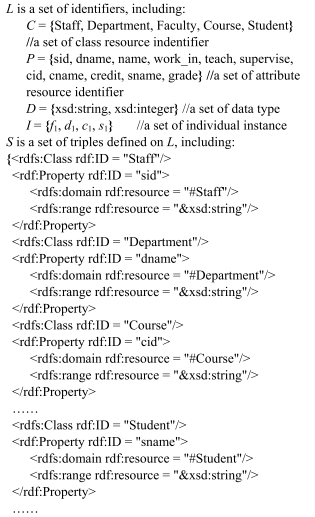 L is a set of identifiers, including:
C = {Staff, Department, Faculty, Course, Student}
//a set of class resource indentifier
P = {sid, dname, name, work_in, teach, supervise,
cid, cname, credit, sname, grade} //a set of attribute
resource identifier
D = {xsd:string, xsd:integer} //a set of data type
I = {f₁, d₁, c₁, s₁} //a set of individual instance
S is a set of triples defined on L, including:
{<rdfs:Class rdf:ID = "Staff"/>
<rdf:Property rdf:ID = "sid">
<rdfs:domain rdf:resource = "#Staff"/>
<rdfs:range rdf:resource = "&xsd:string"/>
</rdf:Property>
<rdfs:Class rdf:ID = "Department"/>
<rdf:Property rdf:ID = "dname">
<rdfs:domain rdf:resource = "#Department"/>
<rdfs:range rdf:resource = "&xsd:string"/>
</rdf:Property>
<rdfs:Class rdf:ID = "Course"/>
<rdf:Property rdf:ID = "cid">
<rdfs:domain rdf:resource = "#Course"/>
<rdfs:range rdf:resource = "&xsd:string"/>
</rdf:Property>
……
<rdfs:Class rdf:ID = "Student"/>
<rdf:Property rdf:ID = "sname">
<rdfs:domain rdf:resource = "#Student"/>
<rdfs:range rdf:resource = "&xsd:string"/>
</rdf:Property>
……